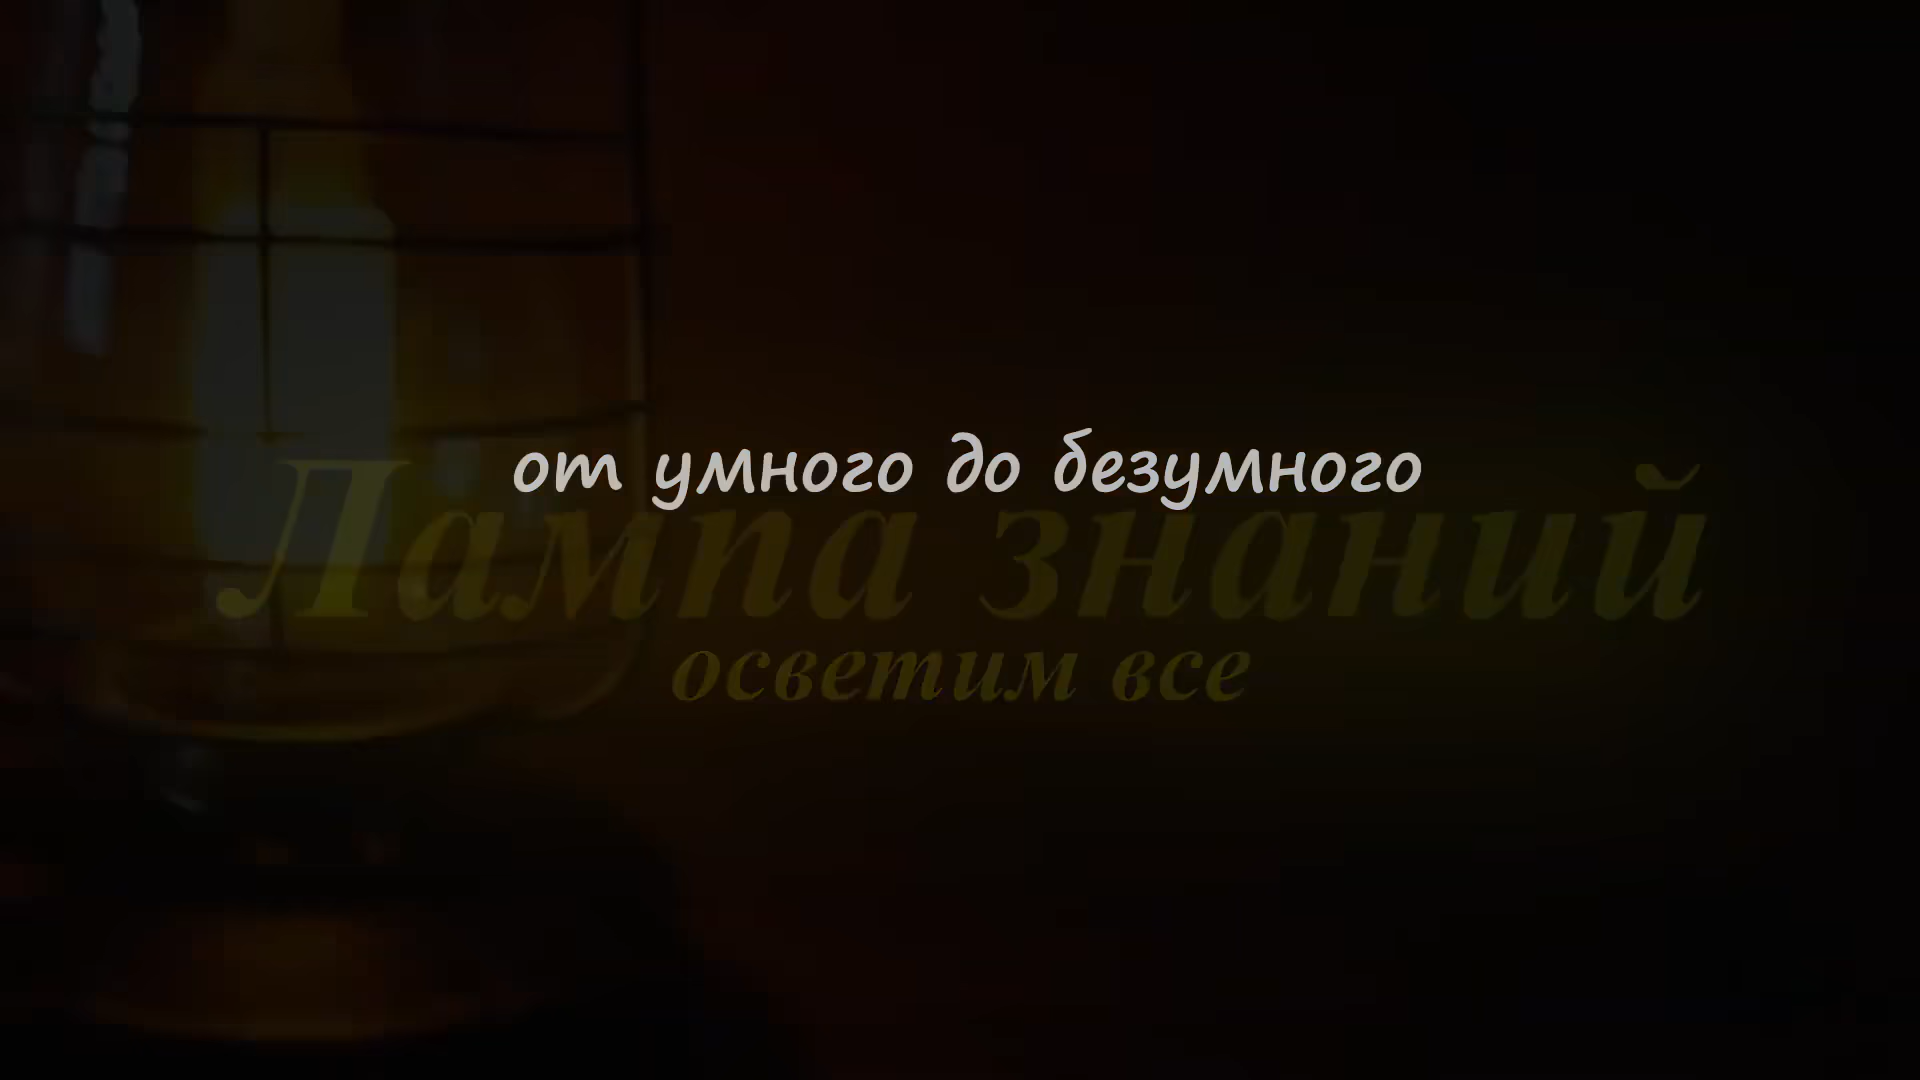 от умного до безумного
Лампа знаний
осветим все